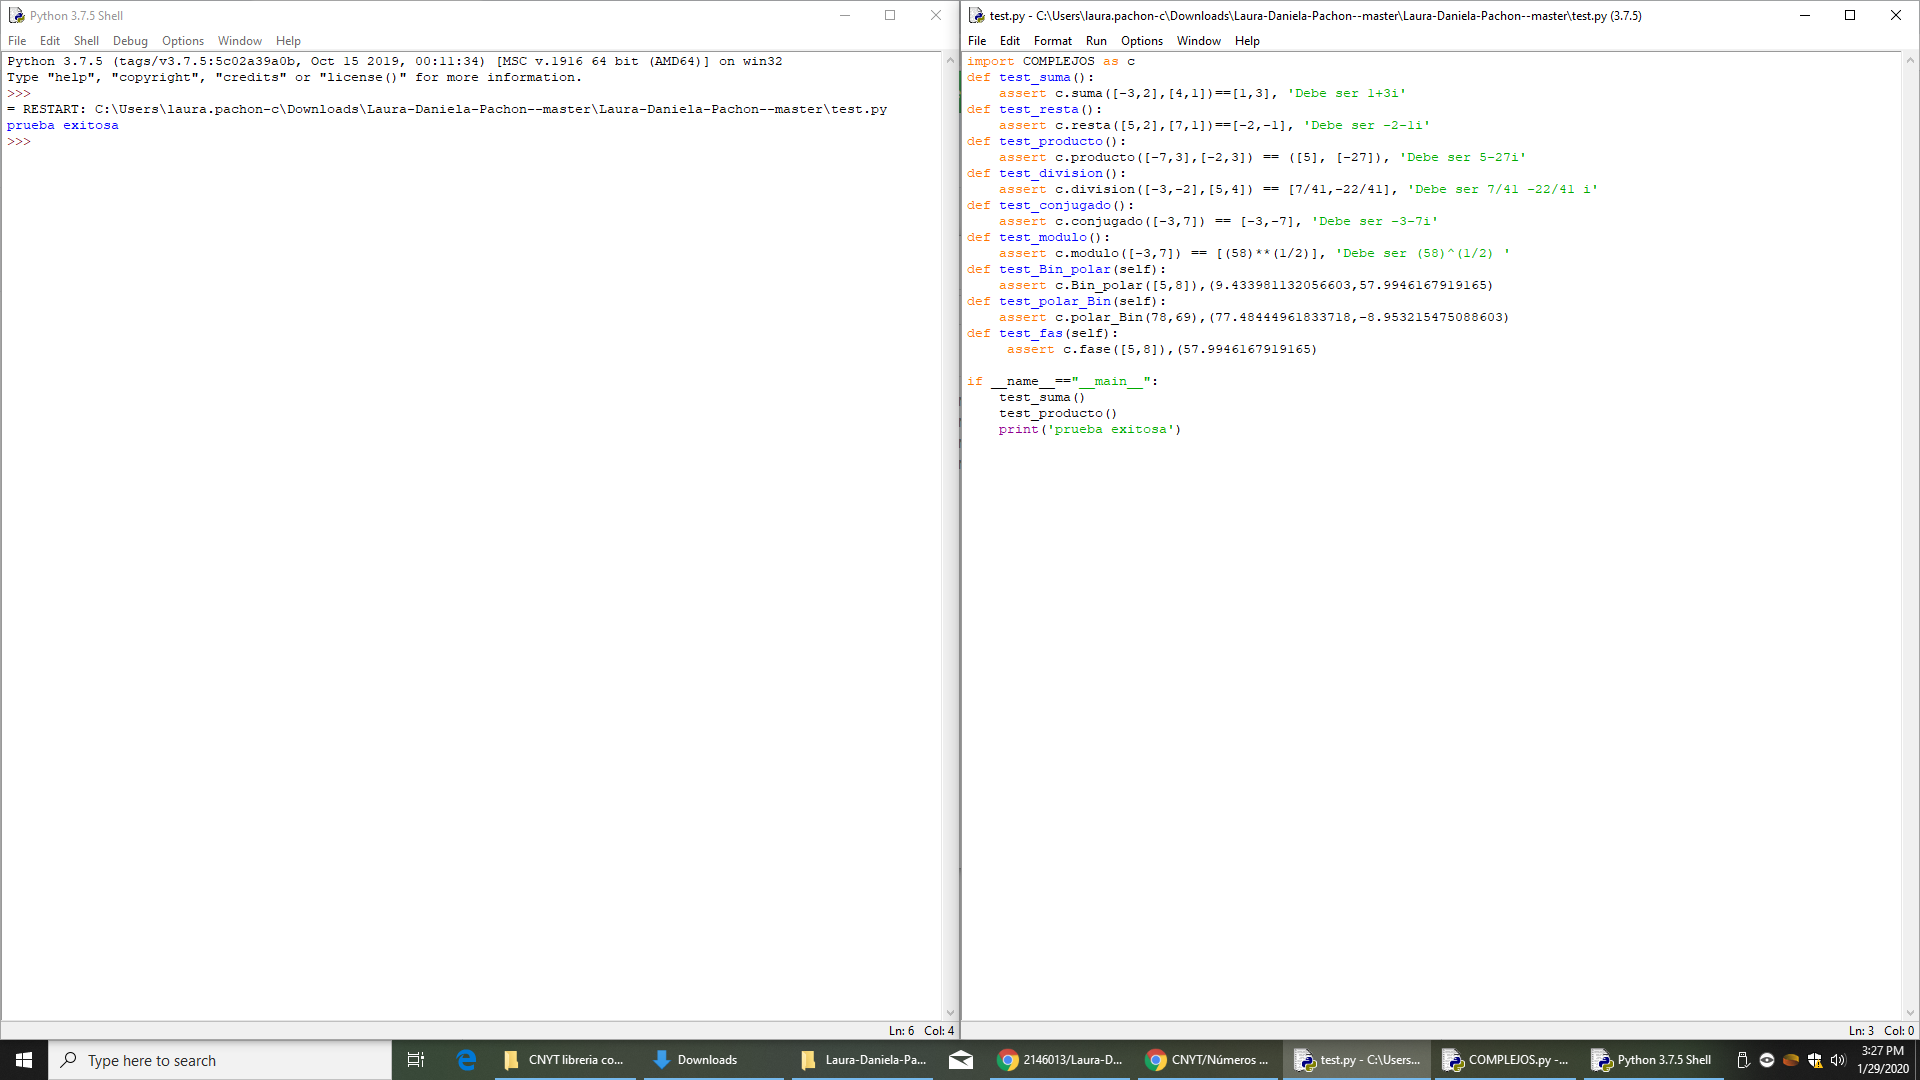 Python 3.7.5 Shell
File Edit Shell Debug Options Window Help
Python 3.7.5 (tags/v3.7.5:5c02a39a0b, Oct 15 2019, 00:11:34) [MSC v.1916 64 bit (AMD64)] on win32
Type "help", "copyright", "credits" or "license()" for more information.
>>>
= RESTART: C:\Users\laura.pachon-c\Downloads\Laura-Daniela-Pachon--master\Laura-Daniela-Pachon--master\test.py
prueba exitosa
>>>
Ln: 6 Col: 4
test.py - C:\Users\laura.pachon-c\Downloads\Laura-Daniela-Pachon--master\Laura-Daniela-Pachon--master\test.py (3.7.5)
File Edit Format Run Options Window Help
import COMPLEJOS as c
def test_suma():
    assert c.suma([-3,2],[4,1])==[1,3], 'Debe ser 1+3i'
def test_resta():
    assert c.resta([5,2],[7,1])==[-2,-1], 'Debe ser -2-1i'
def test_producto():
    assert c.producto([-7,3],[-2,3]) == ([5], [-27]), 'Debe ser 5-27i'
def test_division():
    assert c.division([-3,-2],[5,4]) == [7/41,-22/41], 'Debe ser 7/41 -22/41 i'
def test_conjugado():
    assert c.conjugado([-3,7]) == [-3,-7], 'Debe ser -3-7i'
def test_modulo():
    assert c.modulo([-3,7]) == [(58)**(1/2)], 'Debe ser (58)^(1/2) '
def test_Bin_polar(self):
    assert c.Bin_polar([5,8]),(9.433981132056603,57.9946167919165)
def test_polar_Bin(self):
    assert c.polar_Bin(78,69),(77.48444961833718,-8.953215475088603)
def test_fas(self):
     assert c.fase([5,8]),(57.9946167919165)
if __name__=="__main__":
    test_suma()
    test_producto()
    print('prueba exitosa')
Ln: 3 Col: 0
Type here to search
CNYT libreria co...
Downloads
Laura-Daniela-Pa...
2146013/Laura-D...
CNYT/Números ...
test.py - C:\Users...
COMPLEJOS.py -...
Python 3.7.5 Shell
3:27 PM
1/29/2020